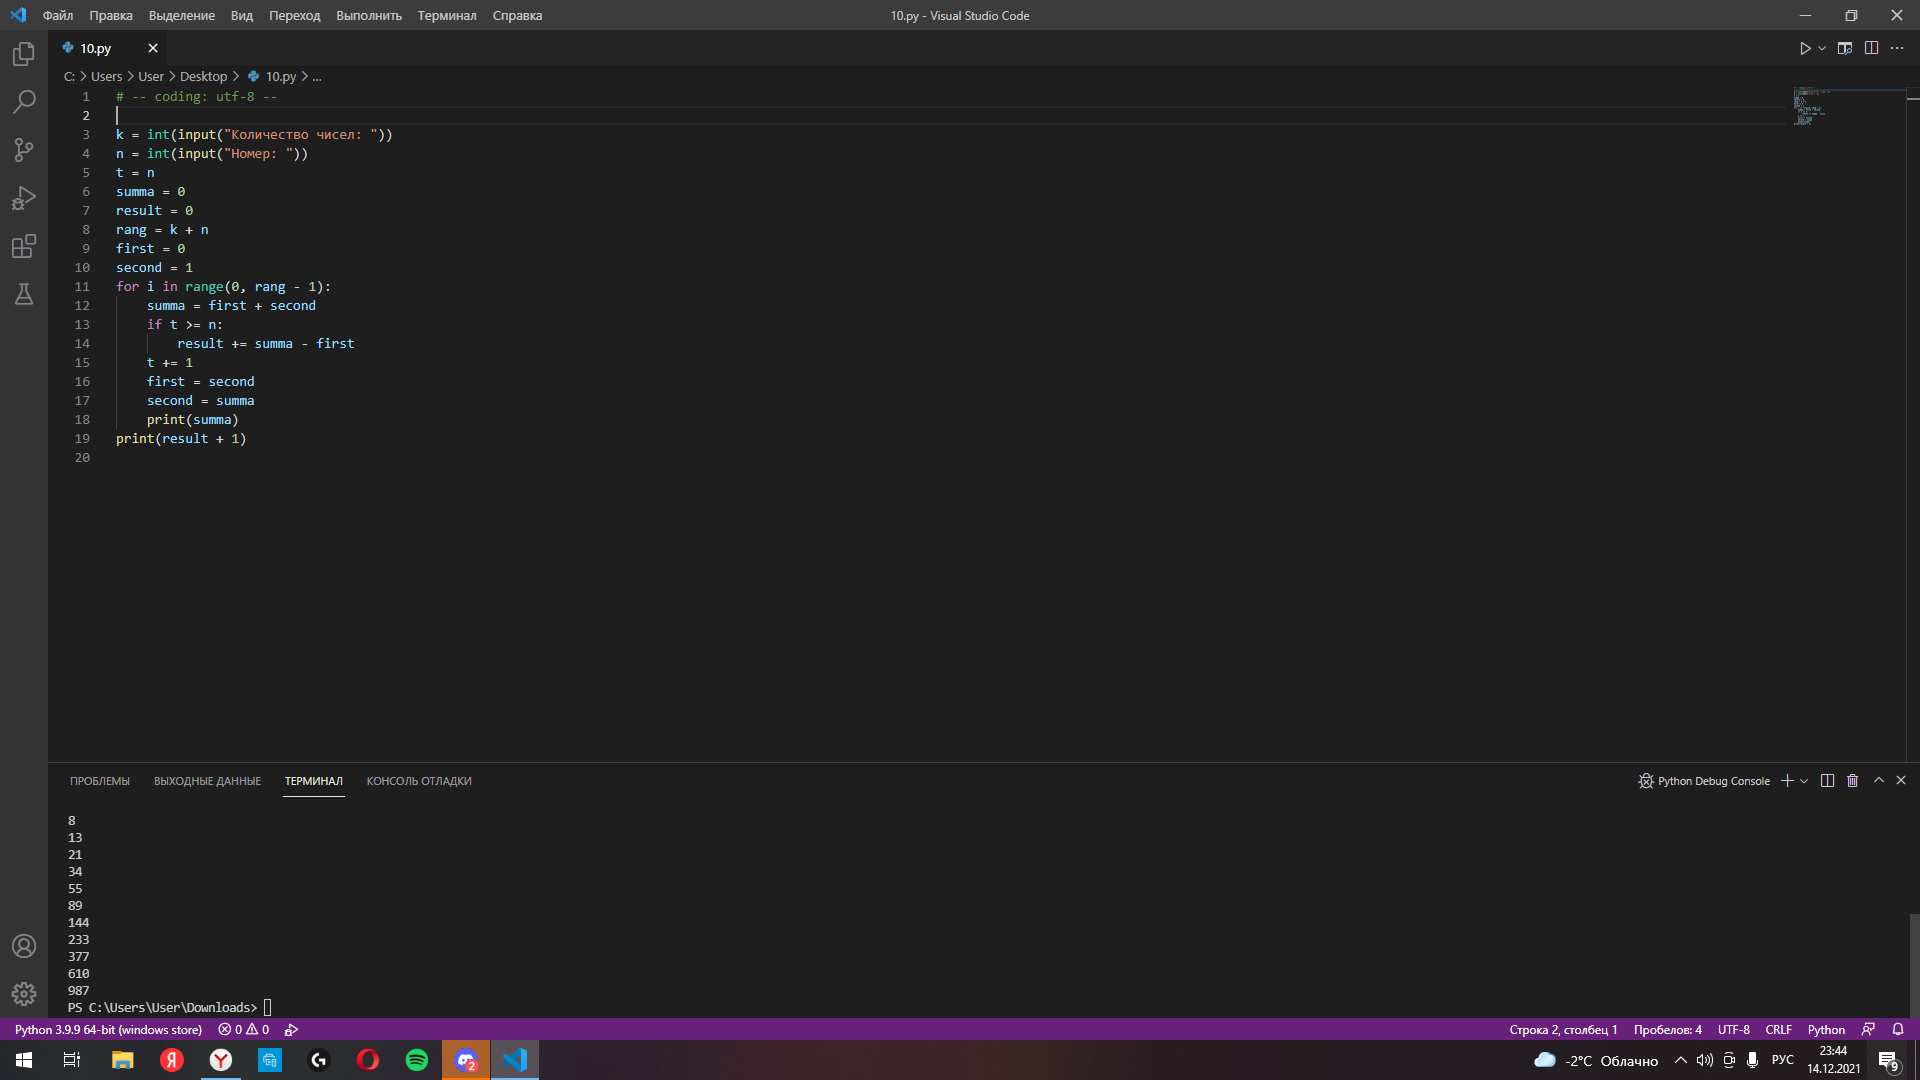 Файл Правка Выделение Вид Переход Выполнить Терминал Справка 10.py - Visual Studio Code
10.py
C: > Users > User > Desktop > 10.py > ...
1 # -- coding: utf-8 --
2
3 k = int(input("Количество чисел: "))
4 n = int(input("Номер: "))
5 t = n
6 summa = 0
7 result = 0
8 rang = k + n
9 first = 0
10 second = 1
11 for i in range(0, rang - 1):
12     summa = first + second
13     if t >= n:
14         result += summa - first
15     t += 1
16     first = second
17     second = summa
18     print(summa)
19 print(result + 1)
20
ПРОБЛЕМЫ ВЫХОДНЫЕ ДАННЫЕ ТЕРМИНАЛ КОНСОЛЬ ОТЛАДКИ Python Debug Console
8
13
21
34
55
89
144
233
377
610
987
PS C:\Users\User\Downloads>
Python 3.9.9 64-bit (windows store) 0 0 Строка 2, столбец 1 Пробелов: 4 UTF-8 CRLF Python
2 -2°C Облачно РУС 23:44
14.12.2021 9